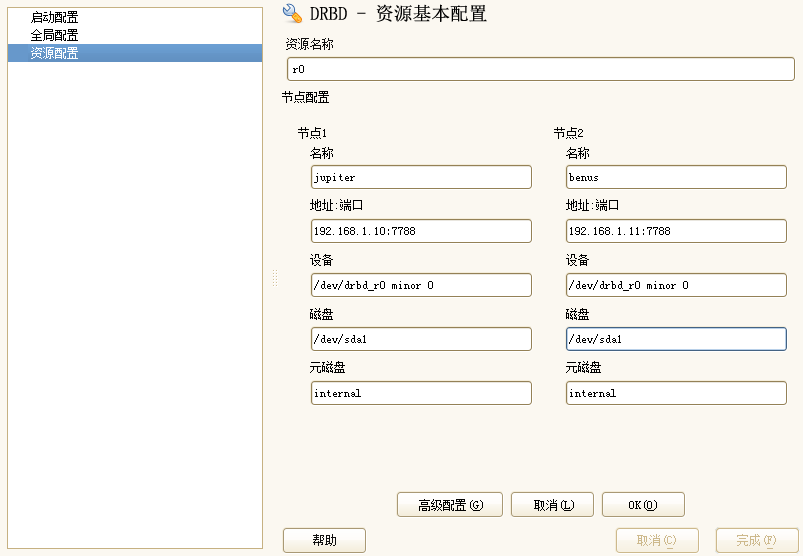 启动配置
全局配置
资源配置
DRBD - 资源基本配置
资源名称
r0
节点配置
节点1
节点2
名称
名称
jupiter
benus
地址:端口
地址:端口
192.168.1.10:7788
192.168.1.11:7788
设备
设备
/dev/drbd_r0 minor 0
/dev/drbd_r0 minor 0
磁盘
磁盘
/dev/sda1
/dev/sda1
元磁盘
元磁盘
internal
internal
高级配置(G)
取消(L)
OK(O)
帮助
取消(C)
完成(F)